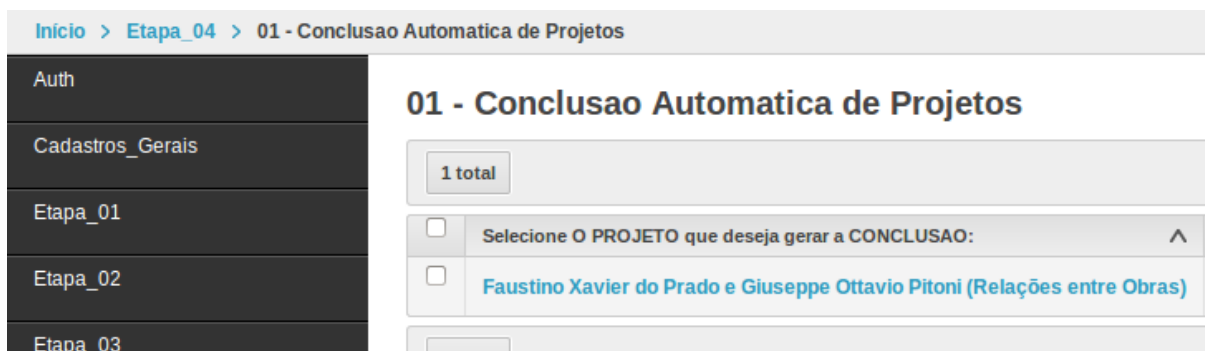 Início > Etapa_04 > 01 - Conclusao Automatica de Projetos
Auth
Cadastros_Gerais
Etapa_01
Etapa_02
Etapa_03
01 - Conclusao Automatica de Projetos
1 total
Selecione O PROJETO que deseja gerar a CONCLUSAO:
Faustino Xavier do Prado e Giuseppe Ottavio Pitoni (Relações entre Obras)